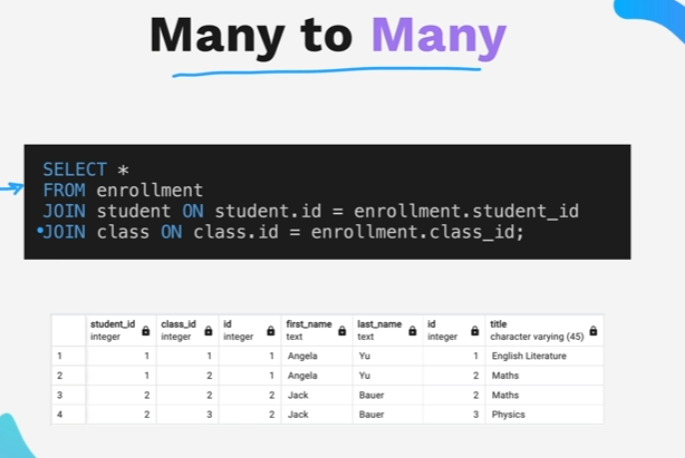 Many to Many
SELECT *
FROM enrollment
JOIN student ON student.id = enrollment.student_id
JOIN class ON class.id = enrollment.class_id;
student_id class_id id first_name last_name id title
integer integer integer text text integer character varying (45)
1 1 1 1 Angela Yu 1 English Literature
2 1 2 1 Angela Yu 2 Maths
3 2 2 2 Jack Bauer 2 Maths
4 2 3 2 Jack Bauer 3 Physics